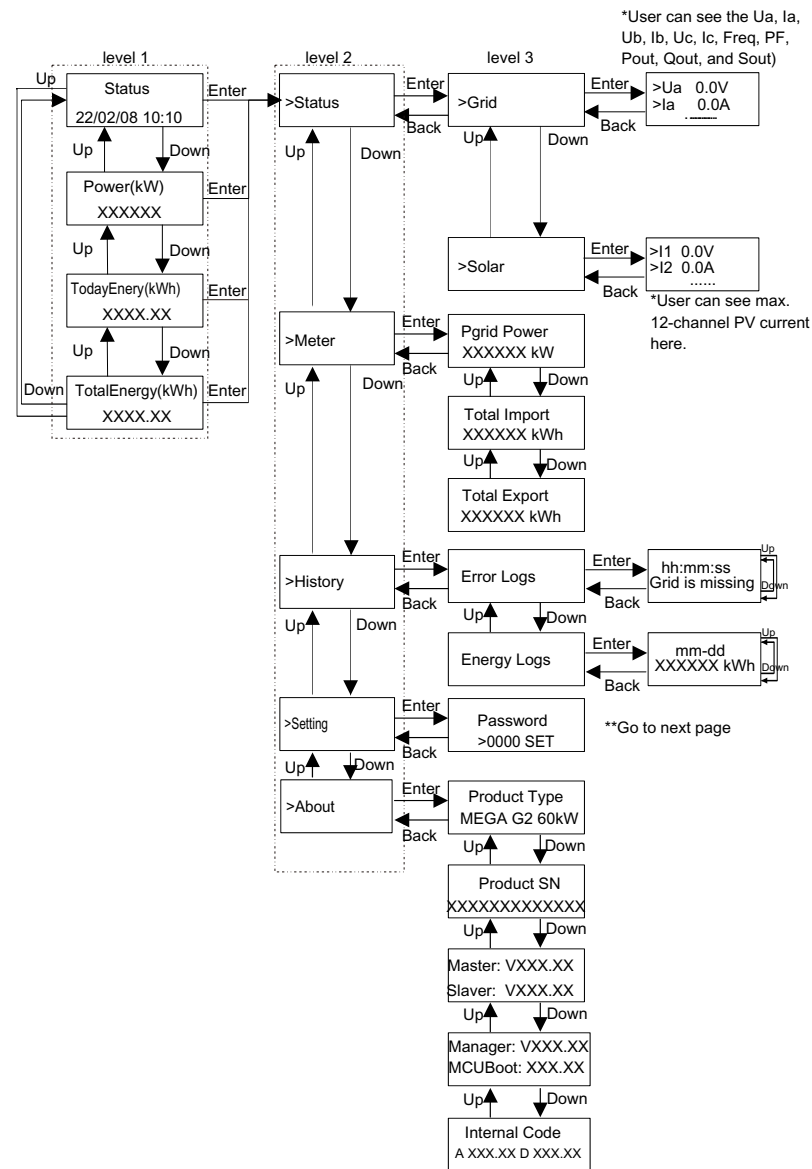 *User can see the Ua, Ia,
Ub, Ib, Uc, Ic, Freq, PF,
Pout, Qout, and Sout)
level 1
level 2
level 3
Up
Status
22/02/08 10:10
Enter
>Status
Enter
Back
>Grid
Enter
Back
>Ua 0.0V
>Ia 0.0A
.........
Up
Down
Up
Down
Up
Down
Power(kW)
XXXXXX
Enter
Up
Down
>Solar
Enter
Back
>I1 0.0V
>I2 0.0A
......
TodayEnery(kWh)
XXXX.XX
Enter
*User can see max.
12-channel PV current
here.
Up
Down
>Meter
Enter
Back
Pgrid Power
XXXXXX kW
Down
TotalEnergy(kWh)
XXXX.XX
Enter
Up
Down
Up
Down
Total Import
XXXXXX kWh
Up
Down
Total Export
XXXXXX kWh
>History
Enter
Back
Error Logs
Enter
Back
hh:mm:ss
Grid is missing
Up
Down
Up
Down
Up
Down
Energy Logs
Enter
Back
mm-dd
XXXXXX kWh
Up
Down
>Setting
Enter
Back
Password
>0000 SET
**Go to next page
Up
Down
>About
Enter
Back
Product Type
MEGA G2 60kW
Up
Down
Product SN
XXXXXXXXXXXXX
Up
Down
Master: VXXX.XX
Slaver: VXXX.XX
Up
Down
Manager: VXXX.XX
MCUBoot: XXX.XX
Up
Down
Internal Code
A XXX.XX D XXX.XX